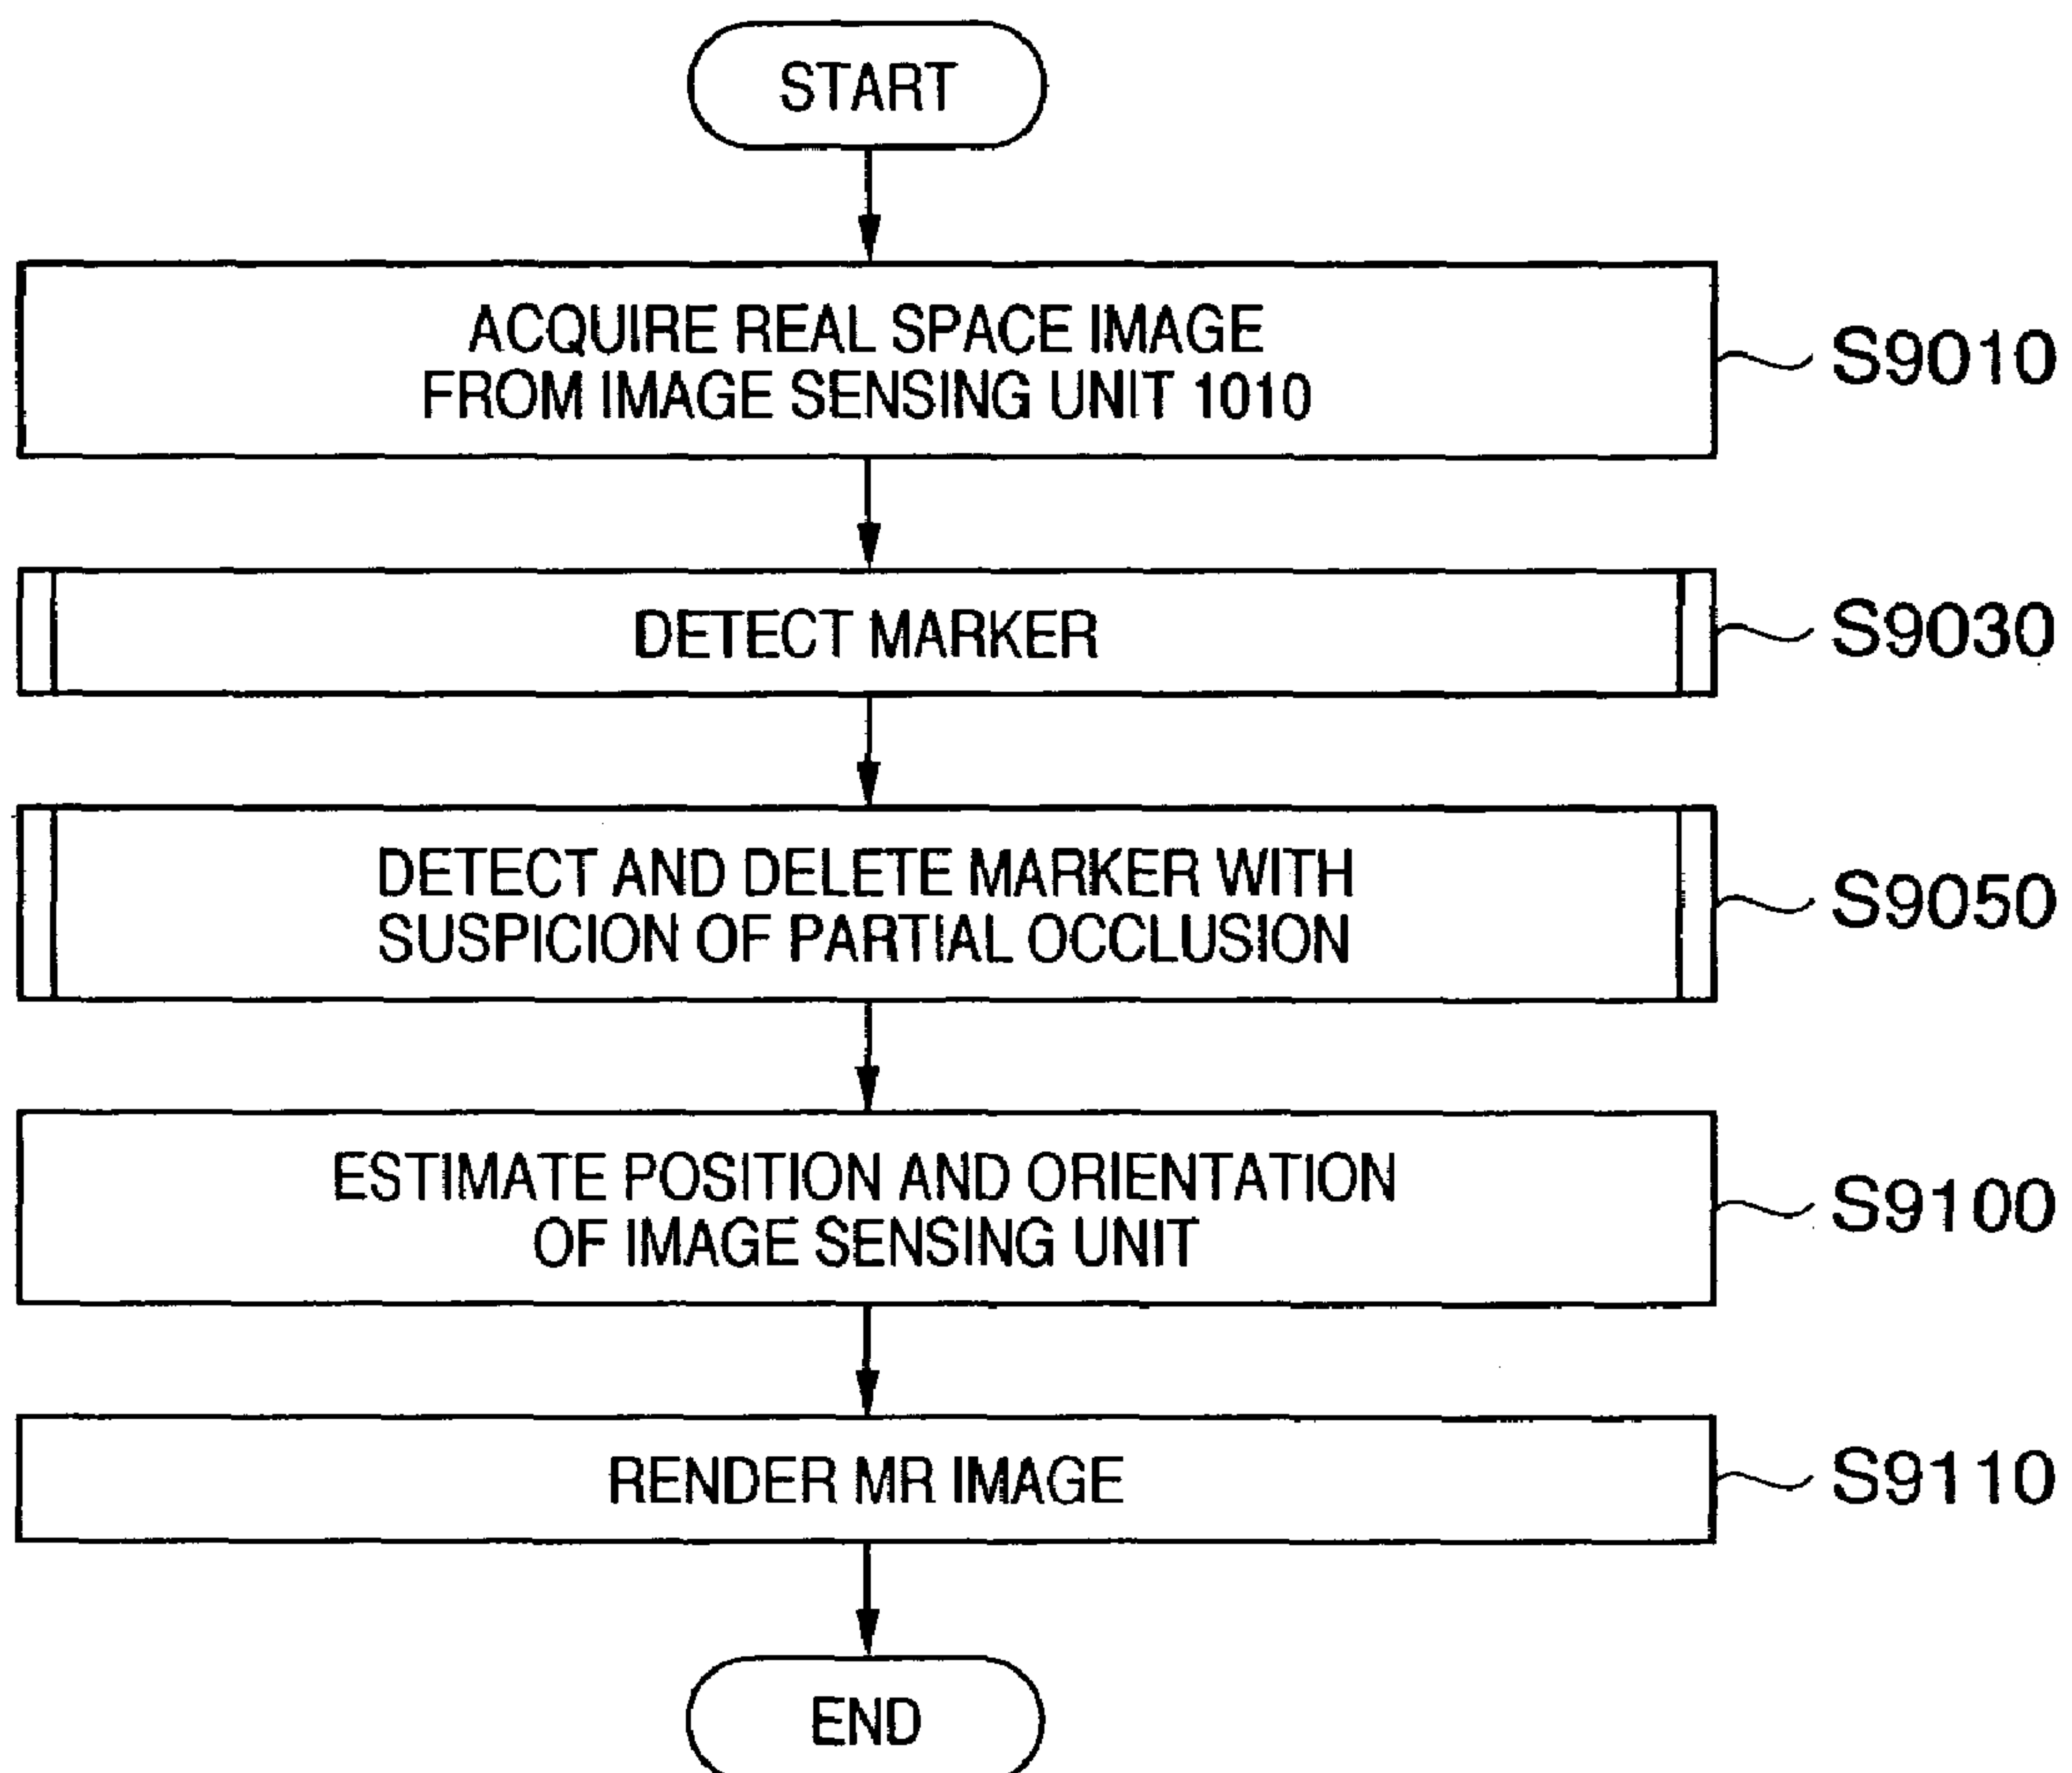 START
ACQUIRE REAL SPACE IMAGE
FROM IMAGE SENSING UNIT 1010
S9010
DETECT MARKER
S9030
DETECT AND DELETE MARKER WITH
SUSPICION OF PARTIAL OCCLUSION
S9050
ESTIMATE POSITION AND ORIENTATION
OF IMAGE SENSING UNIT
S9100
RENDER MR IMAGE
S9110
END